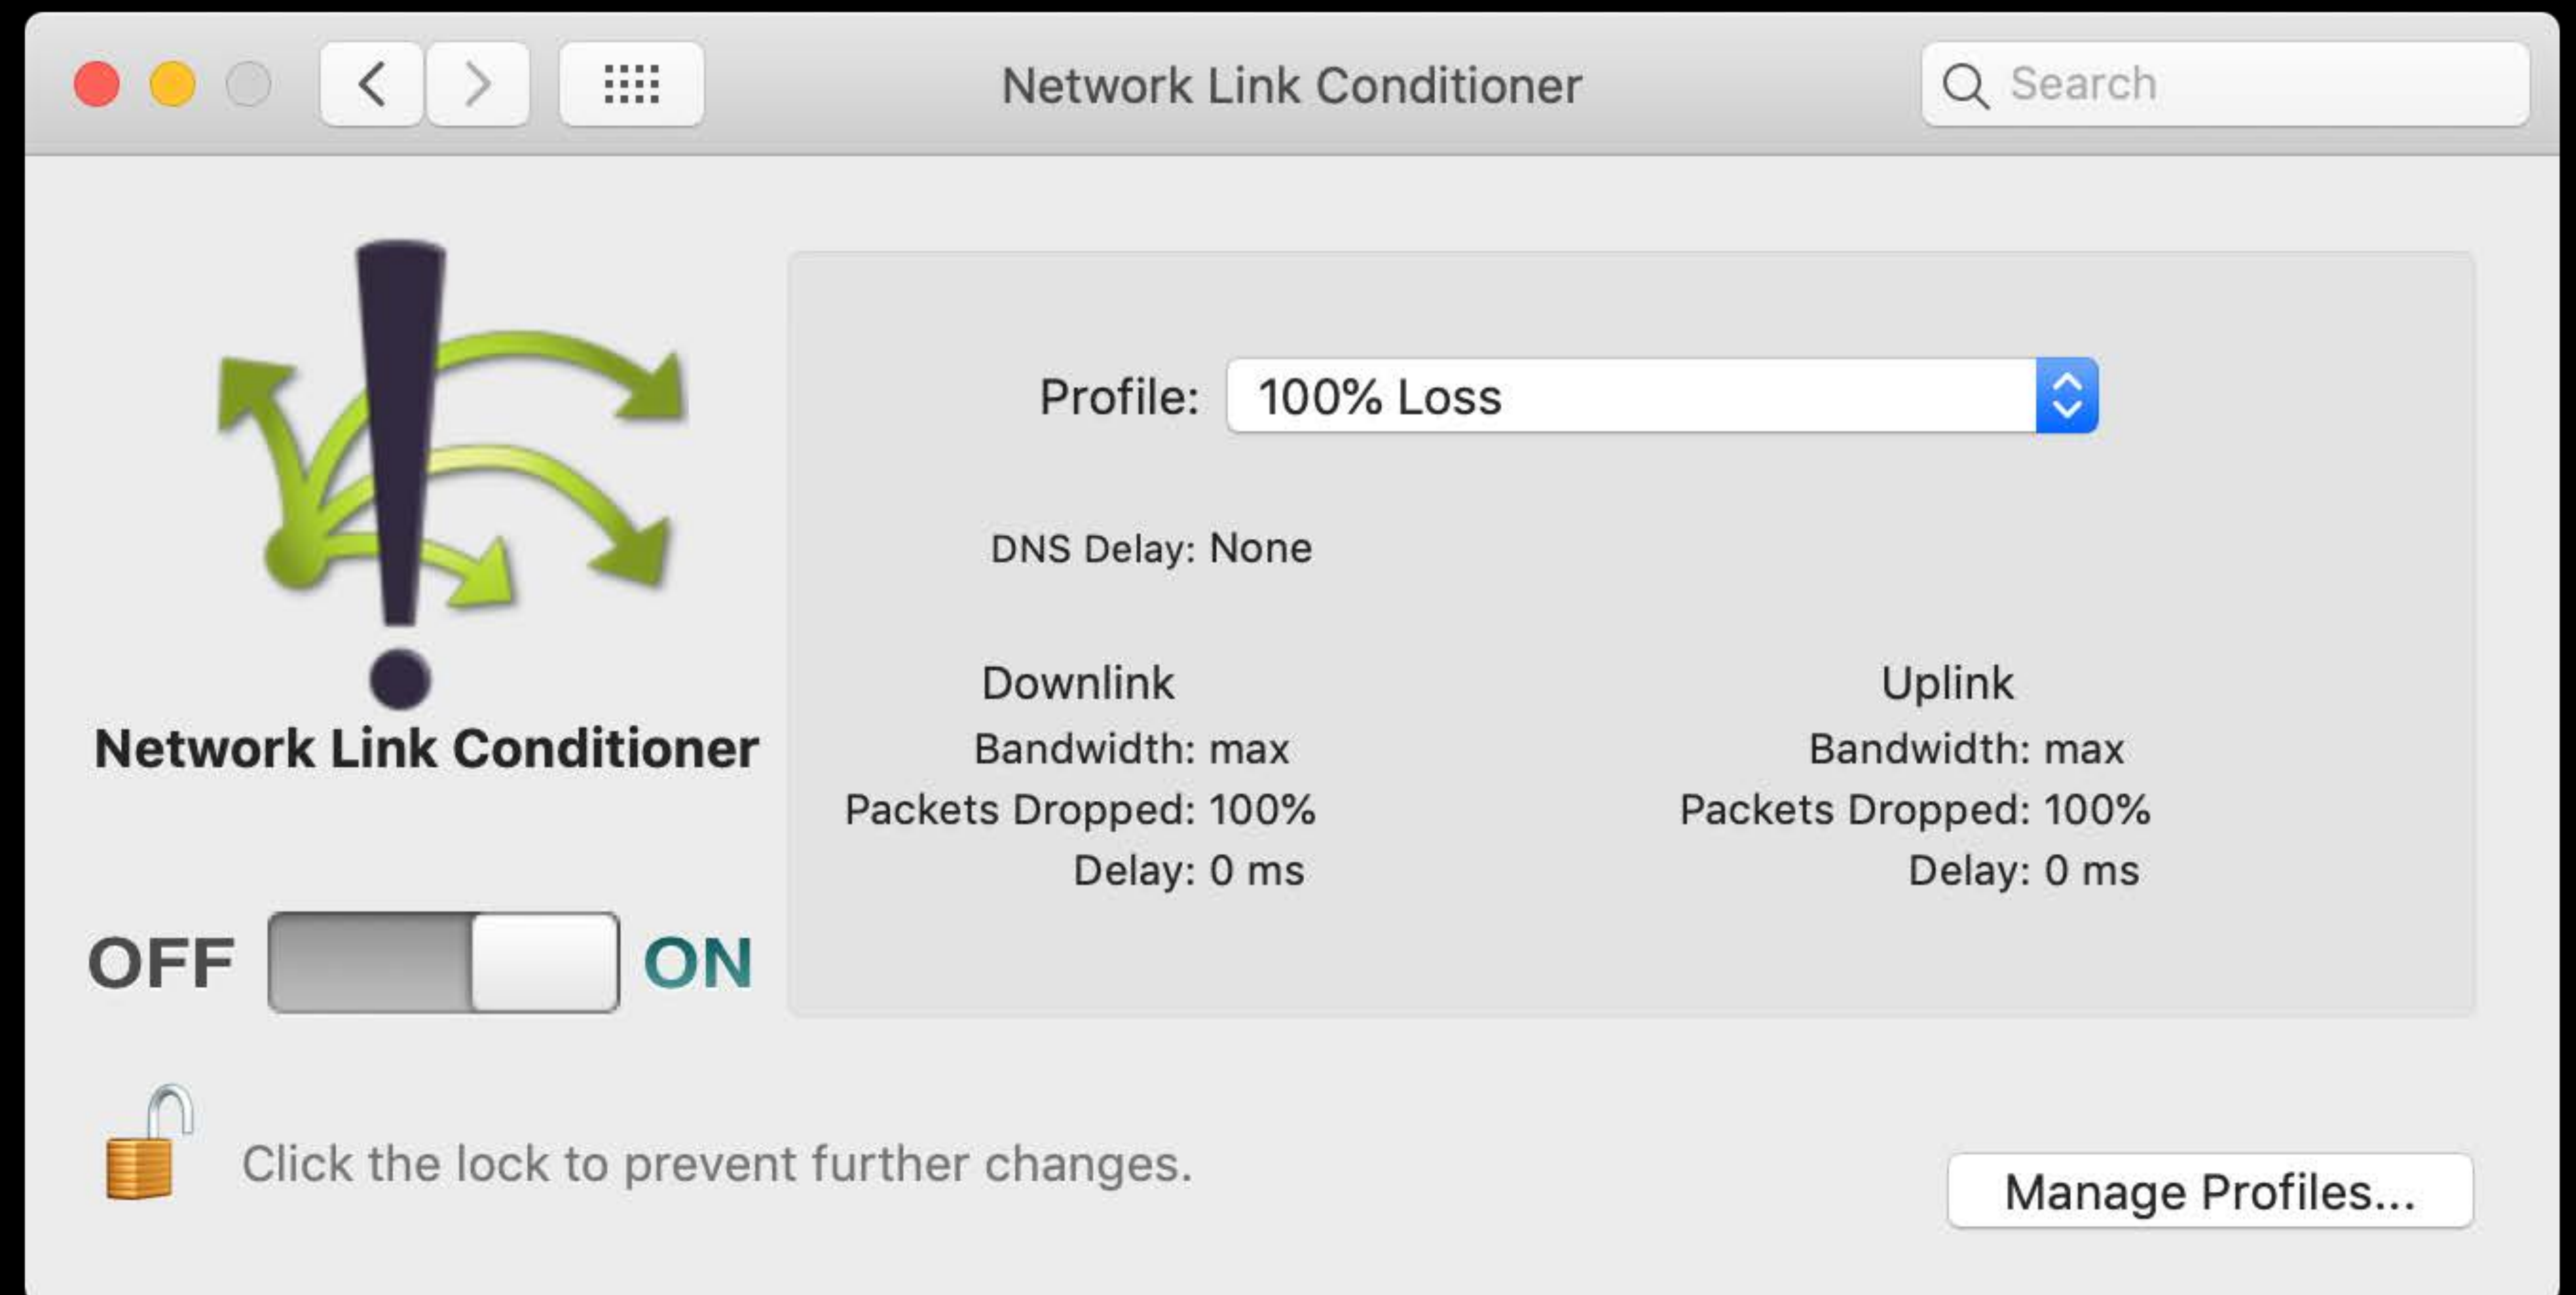 Network Link Conditioner
Search
Profile: 100% Loss
DNS Delay: None
Downlink
Bandwidth: max
Packets Dropped: 100%
Delay: 0 ms
Uplink
Bandwidth: max
Packets Dropped: 100%
Delay: 0 ms
Network Link Conditioner
OFF ON
Click the lock to prevent further changes.
Manage Profiles...